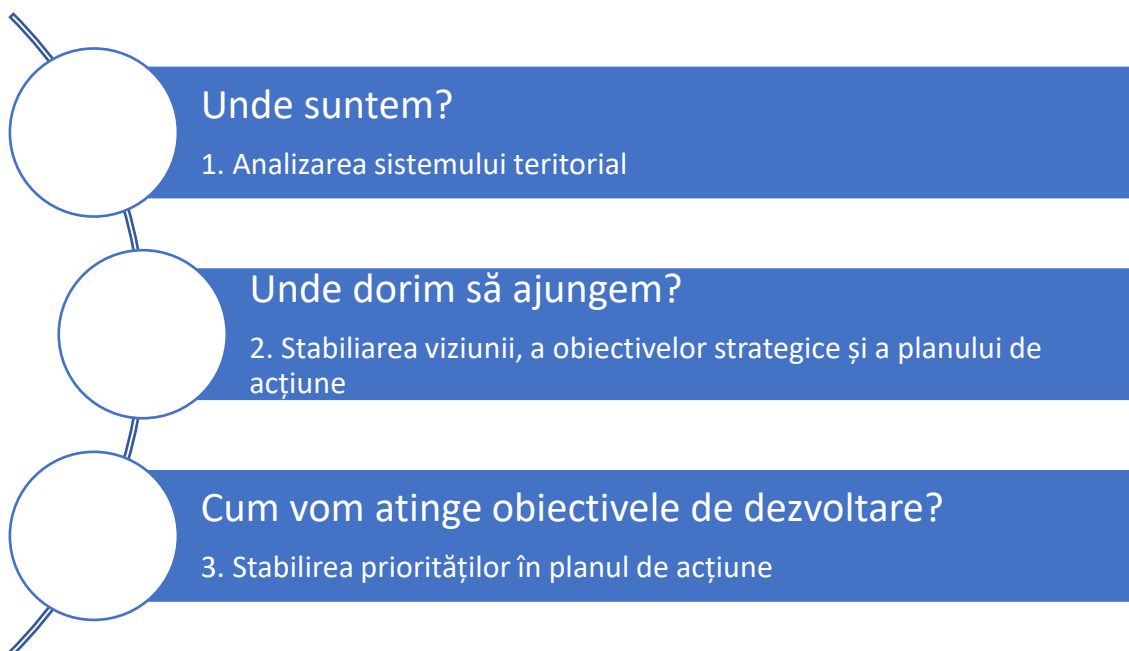 Unde suntem?
1. Analizarea sistemului teritorial
Unde dorim să ajungem?
2. Stabiliarea viziunii, a obiectivelor strategice și a planului de
acțiune
Cum vom atinge obiectivele de dezvoltare?
3. Stabilirea priorităților în planul de acțiune